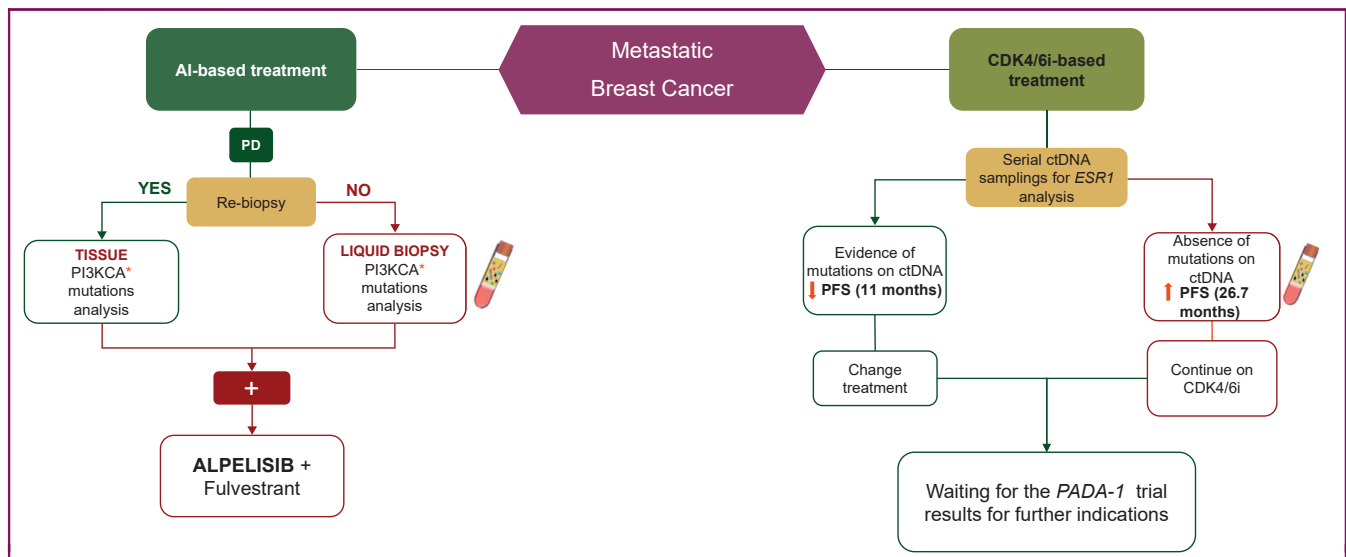 Metastatic
Breast Cancer
AI-based treatment
PD
YES
Re-biopsy
NO
TISSUE
PI3KCA*
mutations
analysis
LIQUID BIOPSY
PI3KCA*
mutations
analysis
+
ALPELISIB +
Fulvestrant
CDK4/6i-based
treatment
Serial ctDNA
samplings for ESR1
analysis
Evidence of
mutations on ctDNA
PFS (11 months)
Absence of
mutations on
ctDNA
PFS (26.7
months)
Change
treatment
Continue on
CDK4/6i
Waiting for the PADA-1 trial
results for further indications